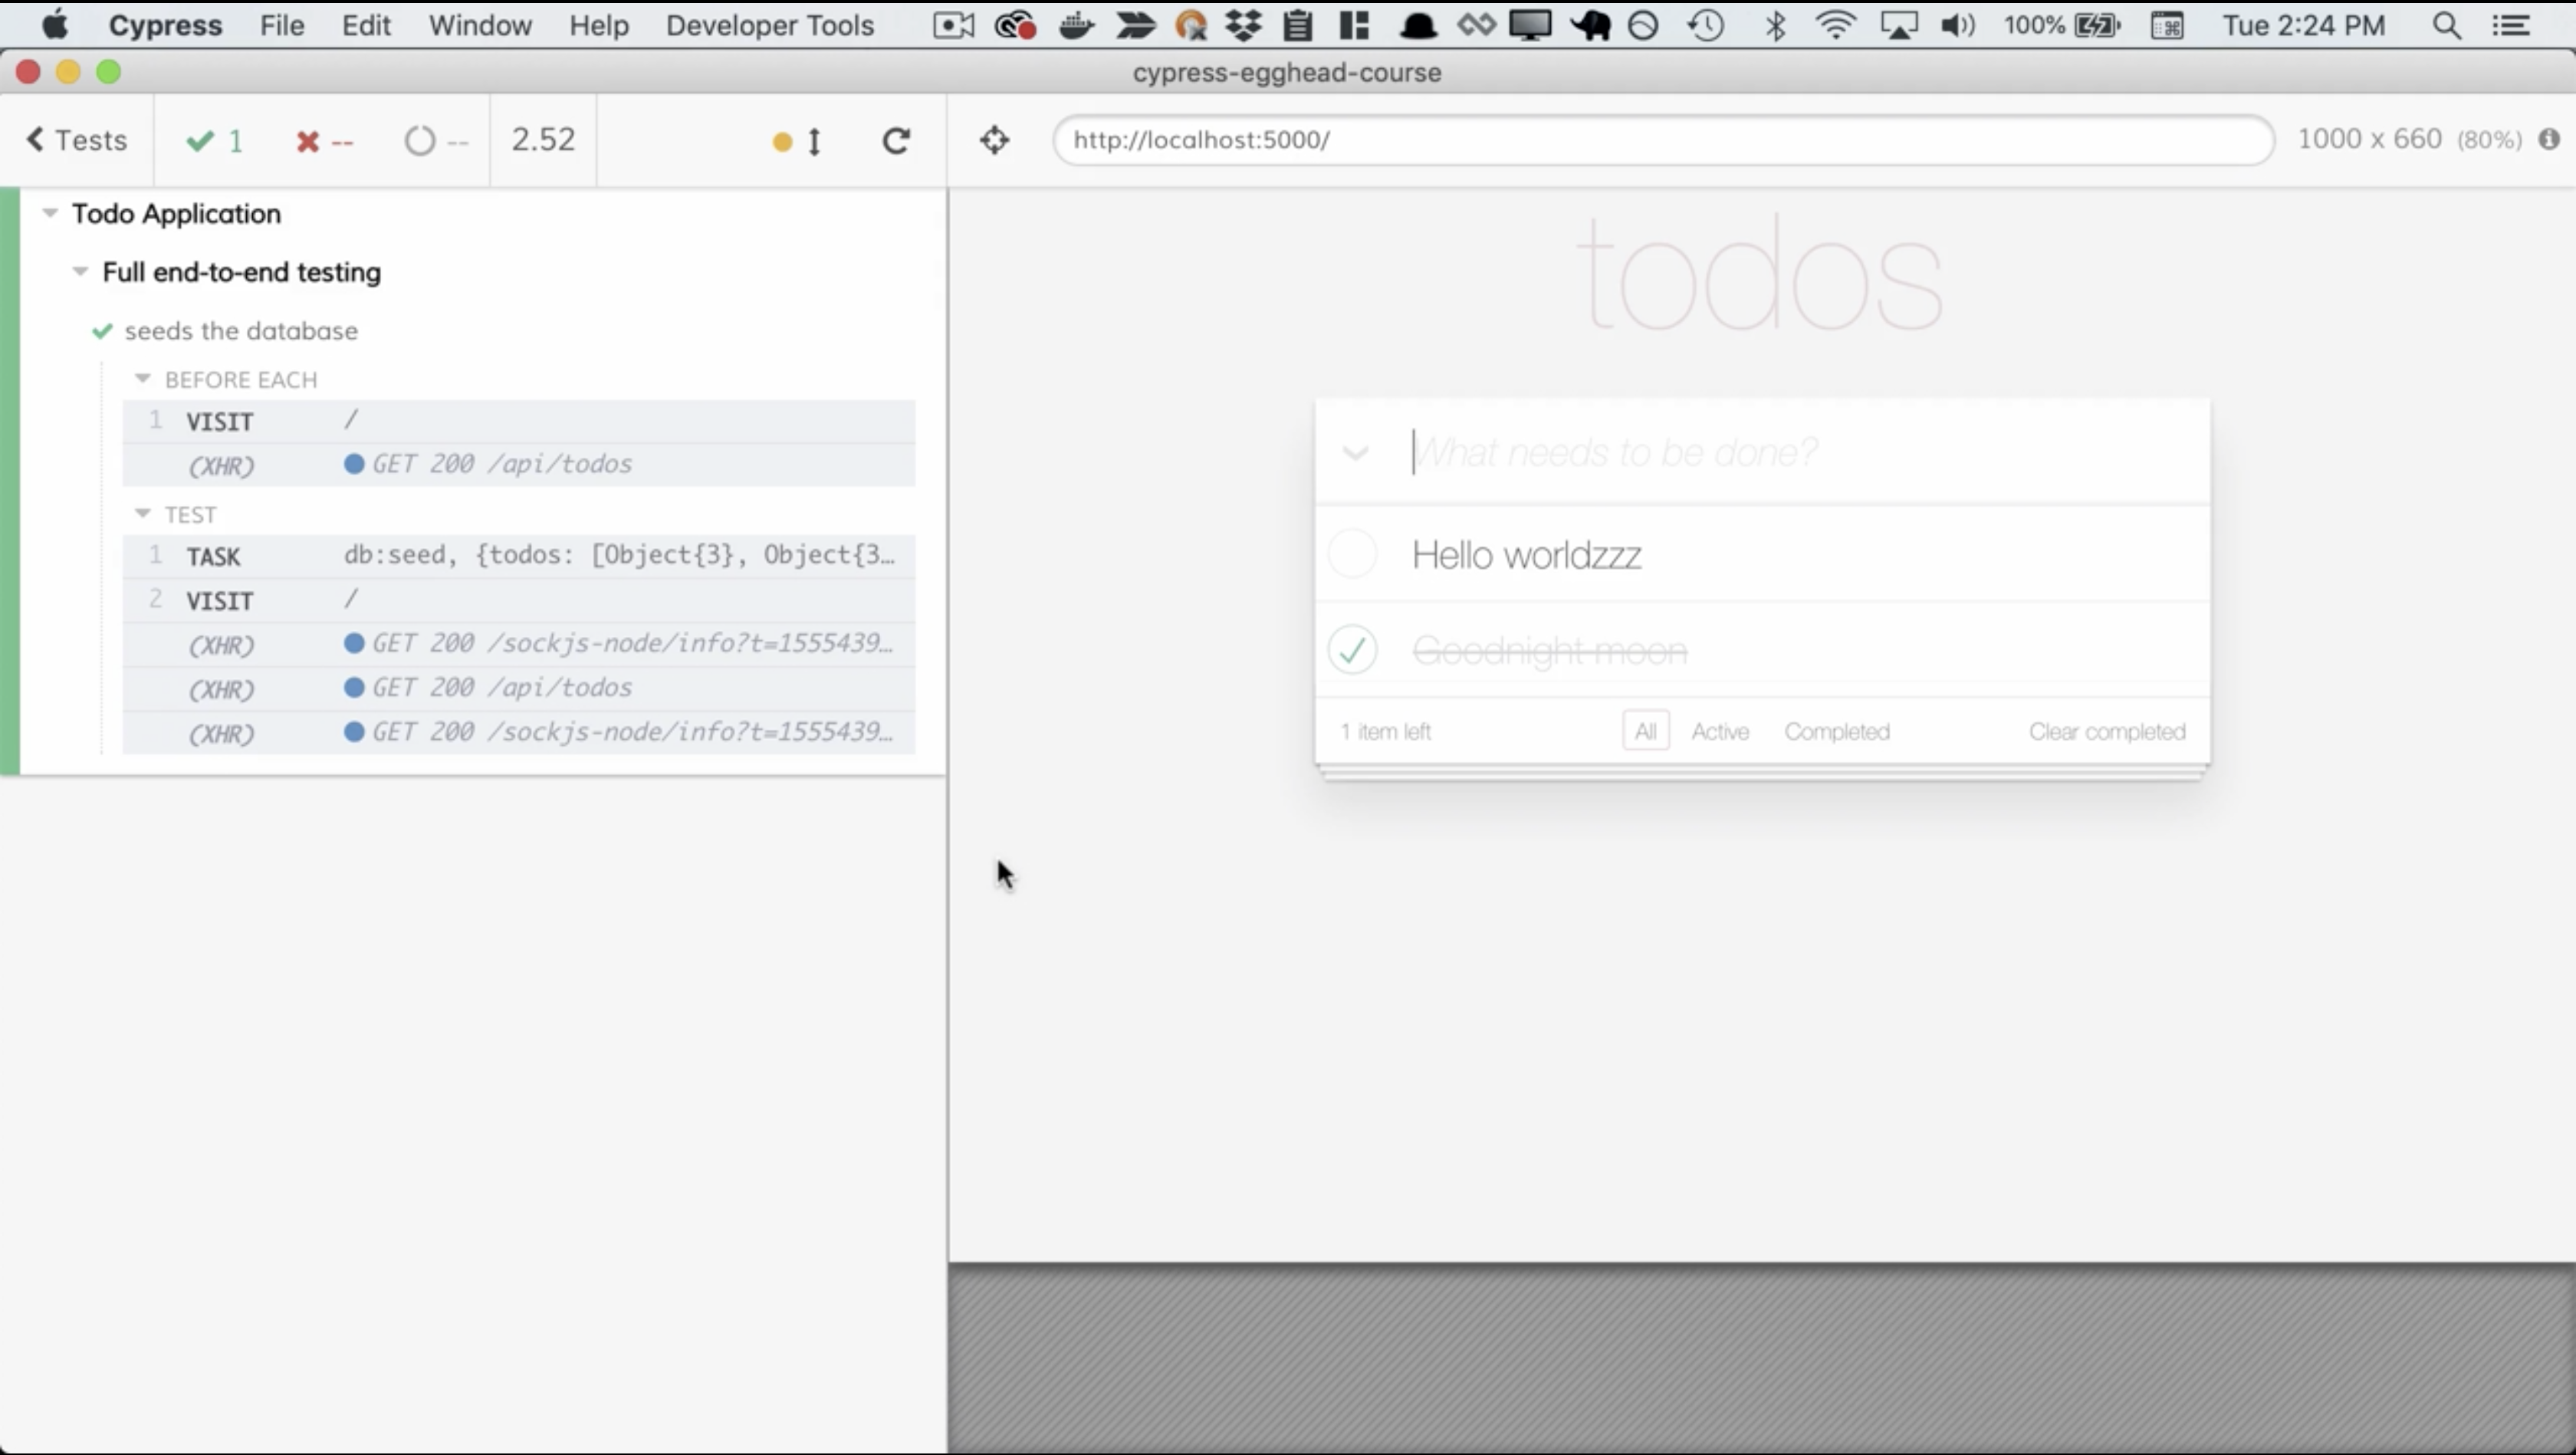 Cypress File Edit Window Help Developer Tools 100% Tue 2:24 PM
cypress-egghead-course
Tests 1 -- -- 2.52 http://localhost:5000/ 1000 x 660 (80%)
Todo Application
Full end-to-end testing
seeds the database
BEFORE EACH
1 VISIT /
(XHR) GET 200 /api/todos
TEST
1 TASK db:seed, {todos: [Object{3}, Object{3…
2 VISIT /
(XHR) GET 200 /sockjs-node/info?t=1555439…
(XHR) GET 200 /api/todos
(XHR) GET 200 /sockjs-node/info?t=1555439…
todos
What needs to be done?
Hello worldzzz
Goodnight moon
1 item left All Active Completed Clear completed